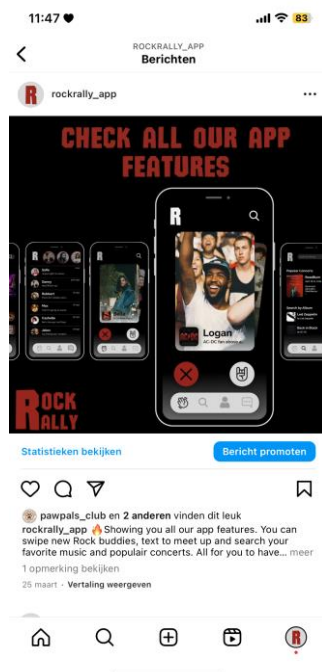 11:47
83
ROCKRALLY_APP
Berichten
R
rockrally_app
CHECK ALL OUR APP
FEATURES
R
R
Logan
AC-DC
ROCK
RALLY
Statistieken bekijken
Bericht promoten
pawpals_club en 2 anderen vinden dit leuk
rockrally_app 🔥Showing you all our app features. You can
swipe new Rock buddies, text to meet up and search your
favorite music and populair concerts. All for you to have... meer
1 opmerking bekijken
25 maart · Vertaling weergeven
R